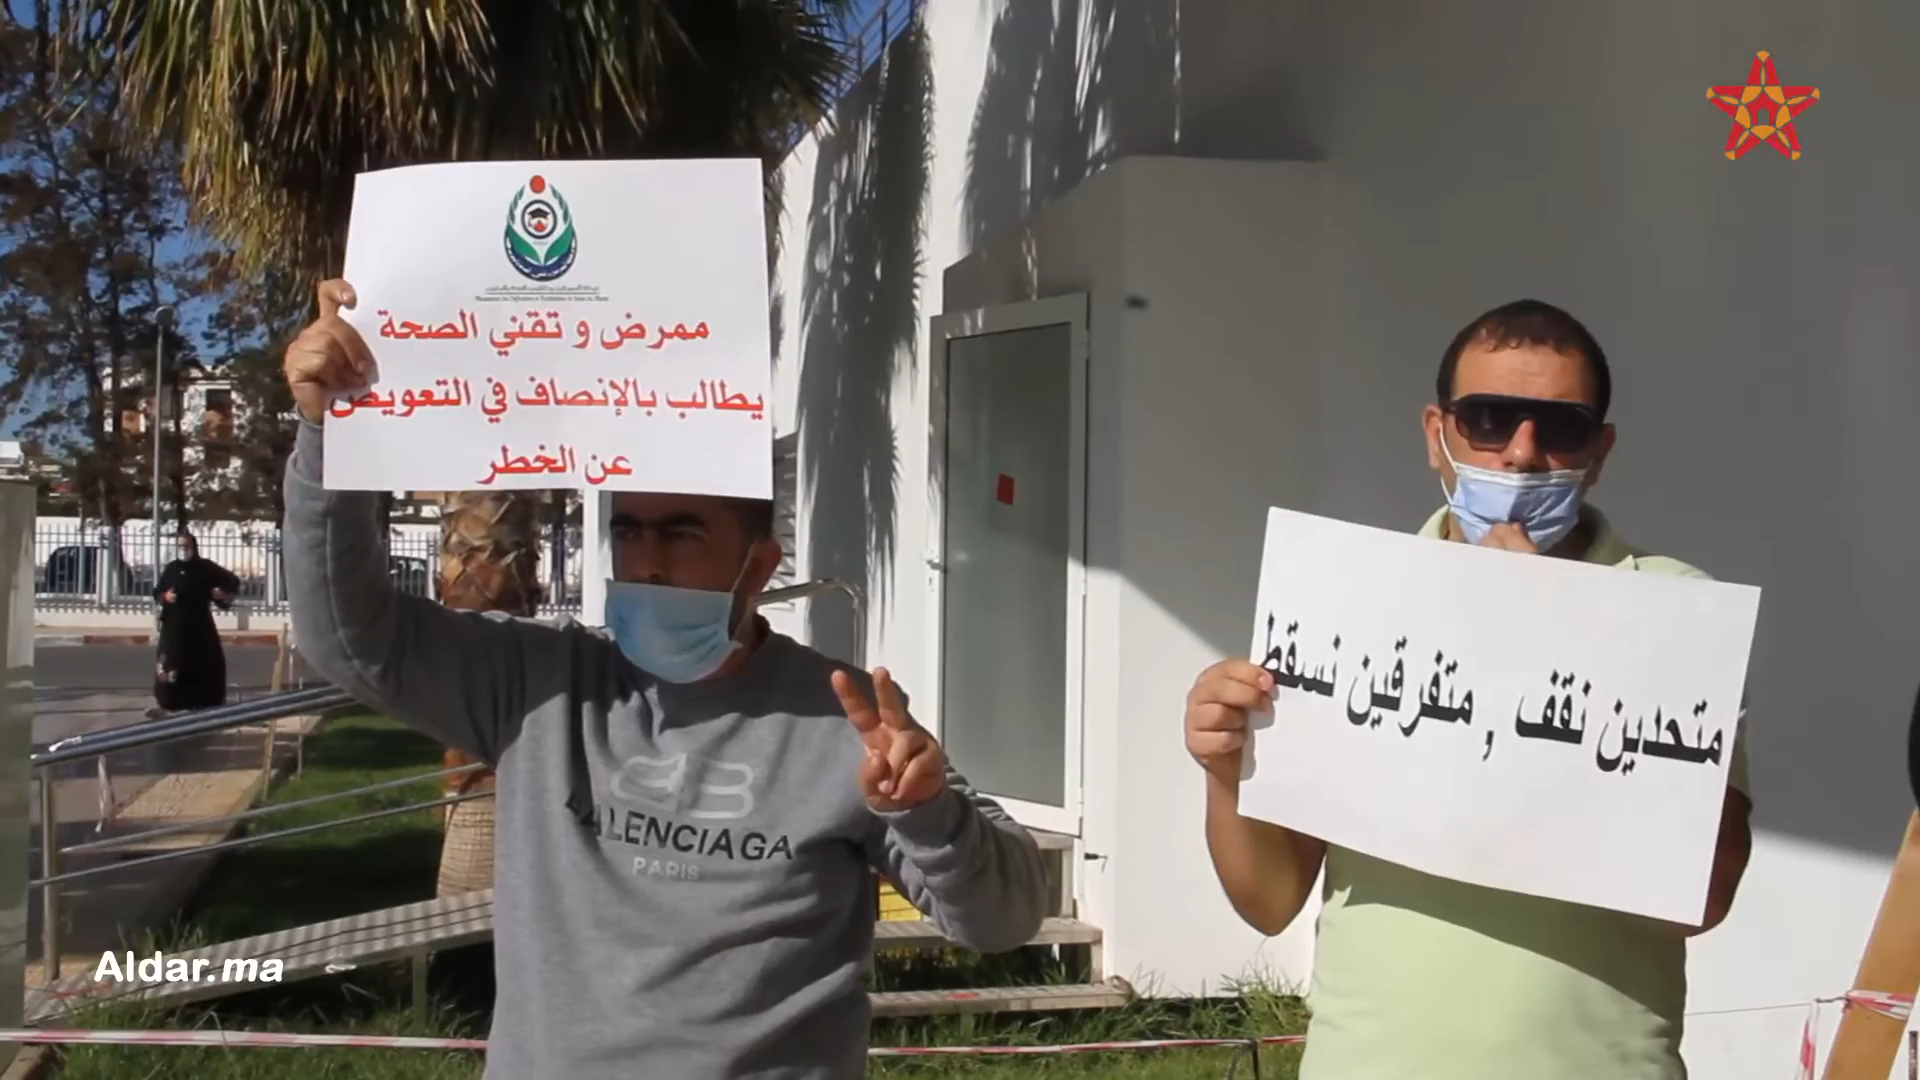 ممرض و تقني الصحة
يطالب بالإنصاف في التعويض
عن الخطر
متحدين نقف , متفرقين نسقط
BALENCIAGA
PARIS
Aldar.ma